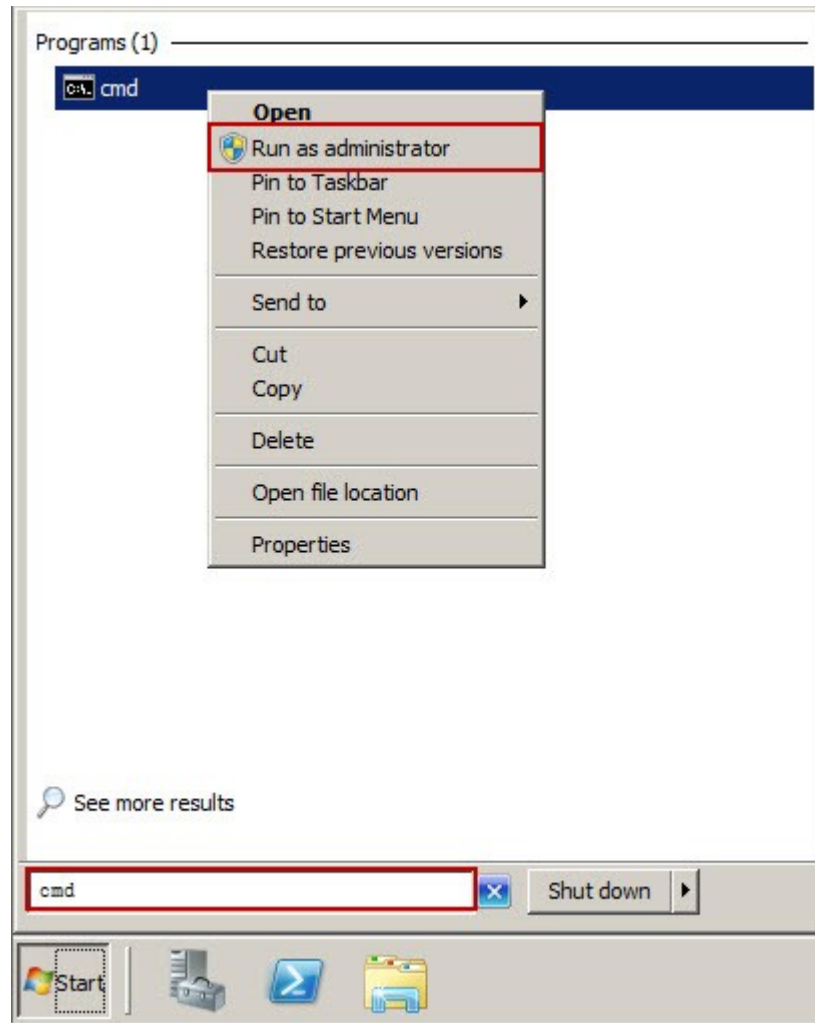 Programs (1)
cmd
Open
Run as administrator
Pin to Taskbar
Pin to Start Menu
Restore previous versions
Send to
Cut
Copy
Delete
Open file location
Properties
See more results
cmd
Shut down
Start